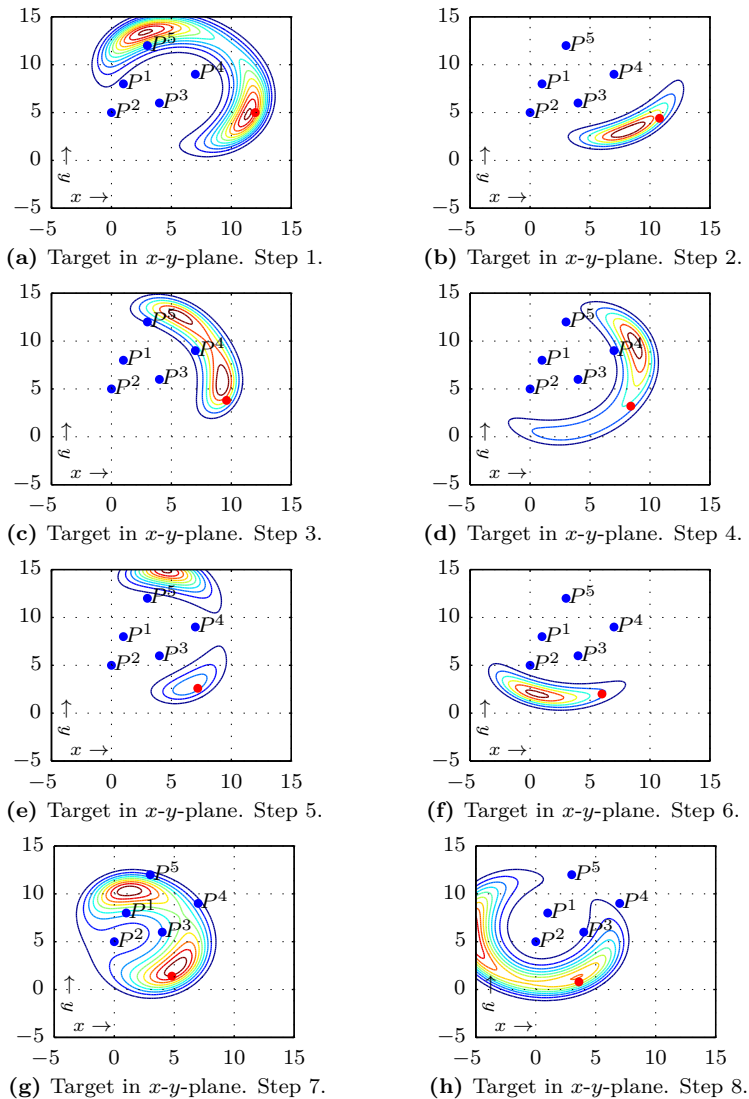 15
10
5
0
−5
−5 0 5 10 15
x →
y →
P⁵
P⁴
P¹
P³
P²
(a) Target in x-y-plane. Step 1.
15
10
5
0
−5
−5 0 5 10 15
x →
y →
P⁵
P⁴
P¹
P³
P²
(b) Target in x-y-plane. Step 2.
15
10
5
0
−5
−5 0 5 10 15
x →
y →
P⁵
P⁴
P¹
P³
P²
(c) Target in x-y-plane. Step 3.
15
10
5
0
−5
−5 0 5 10 15
x →
y →
P⁵
P⁴
P¹
P³
P²
(d) Target in x-y-plane. Step 4.
15
10
5
0
−5
−5 0 5 10 15
x →
y →
P⁵
P⁴
P¹
P³
P²
(e) Target in x-y-plane. Step 5.
15
10
5
0
−5
−5 0 5 10 15
x →
y →
P⁵
P⁴
P¹
P³
P²
(f) Target in x-y-plane. Step 6.
15
10
5
0
−5
−5 0 5 10 15
x →
y →
P⁵
P⁴
P¹
P³
P²
(g) Target in x-y-plane. Step 7.
15
10
5
0
−5
−5 0 5 10 15
x →
y →
P⁵
P⁴
P¹
P³
P²
(h) Target in x-y-plane. Step 8.